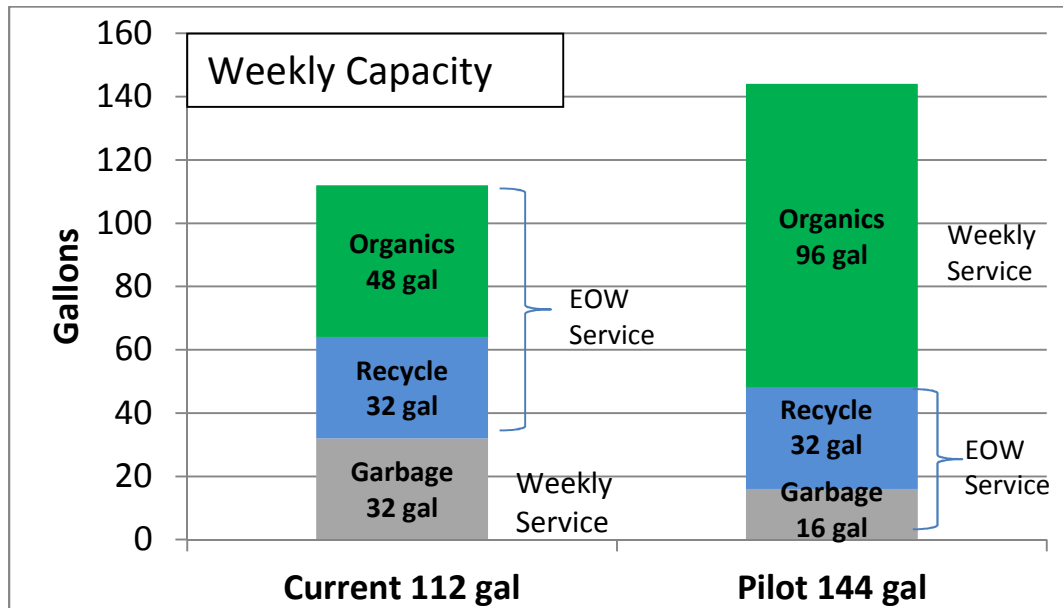 160
140
120
100
80
60
40
20
0
Gallons
Weekly Capacity
Organics
48 gal
Recycle
32 gal
Garbage
32 gal
EOW
Service
Weekly
Service
Organics
96 gal
Recycle
32 gal
Garbage
16 gal
Weekly
Service
EOW
Service
Current 112 gal
Pilot 144 gal